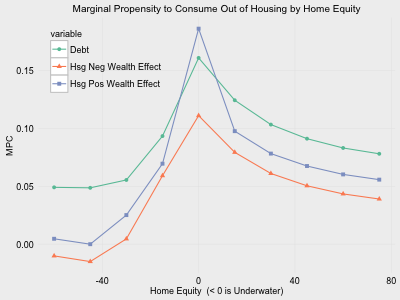 Marginal Propensity to Consume Out of Housing by Home Equity
variable
Debt
Hsg Neg Wealth Effect
Hsg Pos Wealth Effect
MPC
0.15
0.10
0.05
0.00
-40 0 40 80
Home Equity (< 0 is Underwater)